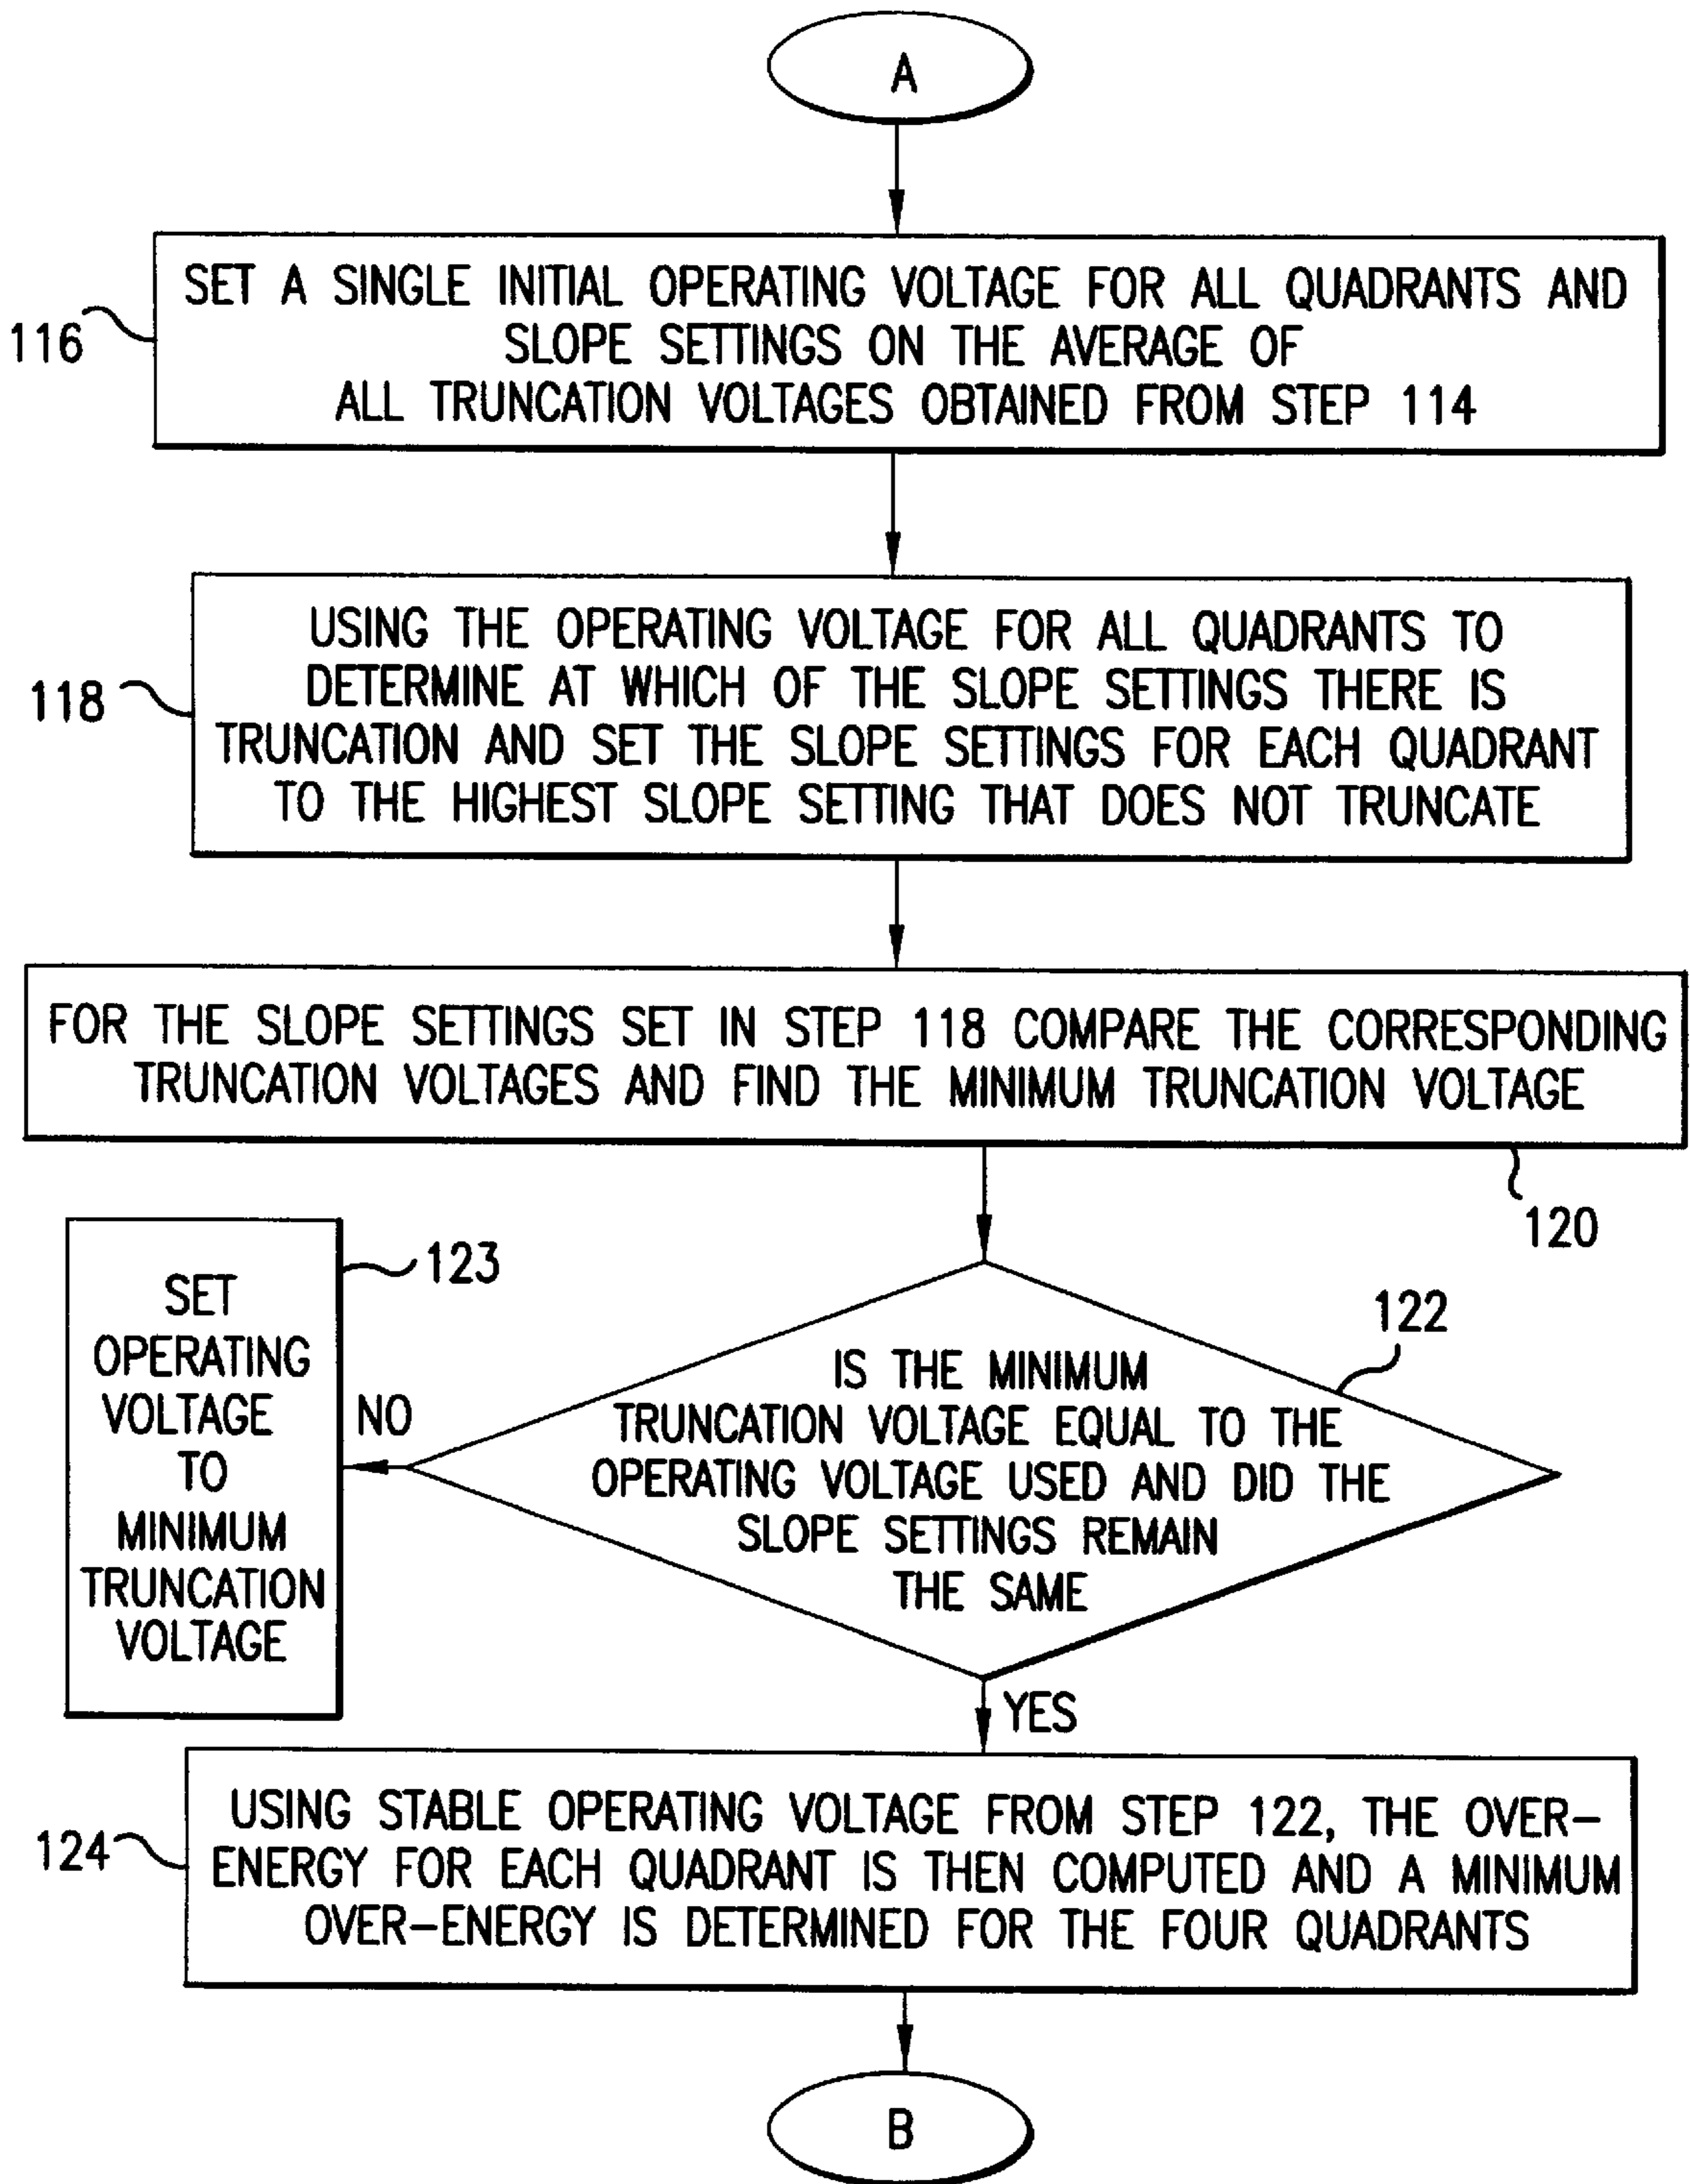 A
SET A SINGLE INITIAL OPERATING VOLTAGE FOR ALL QUADRANTS AND
SLOPE SETTINGS ON THE AVERAGE OF
ALL TRUNCATION VOLTAGES OBTAINED FROM STEP 114
116
USING THE OPERATING VOLTAGE FOR ALL QUADRANTS TO
DETERMINE AT WHICH OF THE SLOPE SETTINGS THERE IS
TRUNCATION AND SET THE SLOPE SETTINGS FOR EACH QUADRANT
TO THE HIGHEST SLOPE SETTING THAT DOES NOT TRUNCATE
118
FOR THE SLOPE SETTINGS SET IN STEP 118 COMPARE THE CORRESPONDING
TRUNCATION VOLTAGES AND FIND THE MINIMUM TRUNCATION VOLTAGE
120
IS THE MINIMUM
TRUNCATION VOLTAGE EQUAL TO THE
OPERATING VOLTAGE USED AND DID THE
SLOPE SETTINGS REMAIN
THE SAME
122
NO
SET
OPERATING
VOLTAGE
TO
MINIMUM
TRUNCATION
VOLTAGE
123
YES
USING STABLE OPERATING VOLTAGE FROM STEP 122, THE OVER-
ENERGY FOR EACH QUADRANT IS THEN COMPUTED AND A MINIMUM
OVER-ENERGY IS DETERMINED FOR THE FOUR QUADRANTS
124
B